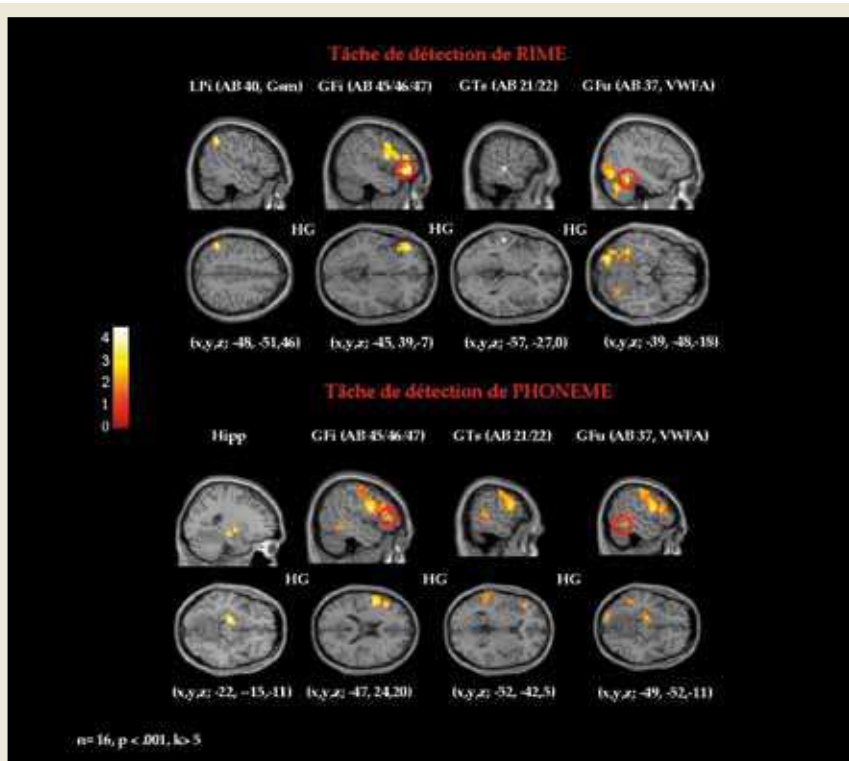 Tâche de détection de RIME
LPi (AB 40, Gsm) GFi (AB 45/46/47) GTs (AB 21/22) GFu (AB 37, VWFA)
HG HG HG
(x,y,z; -48, -51,46) (x,y,z; -45, 39,-7) (x,y,z; -57, -27,0) (x,y,z; -39, -48,-18)
4
3
2
1
0
Tâche de détection de PHONEME
Hipp GFi (AB 45/46/47) GTs (AB 21/22) GFu (AB 37, VWFA)
HG HG HG
(x,y,z; -22, –15,-11) (x,y,z; -47, 24,20) (x,y,z; -52, -42,5) (x,y,z; -49, -52,-11)
n= 16, p < .001, k> 5